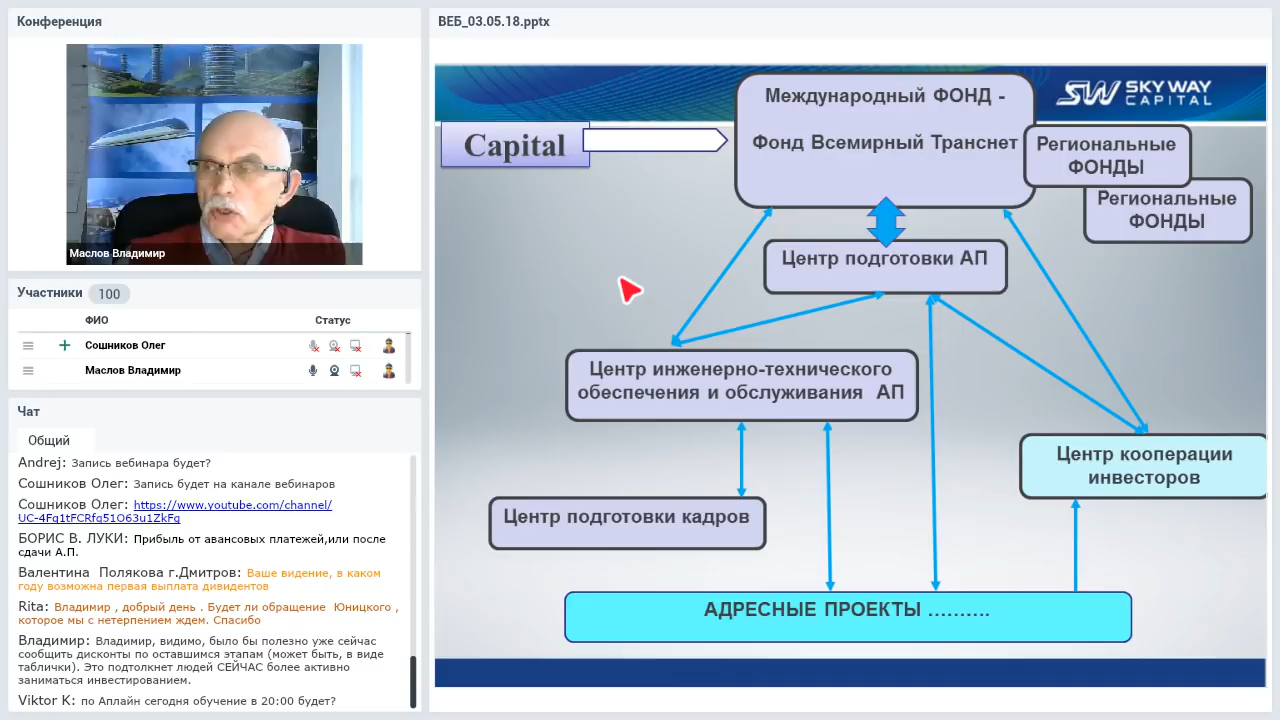 Конференция
Маслов Владимир
Участники 100
ФИО Статус
Сошников Олег
Маслов Владимир
Чат
Общий
Andrej: Запись вебинара будет?
Сошников Олег: Запись будет на канале вебинаров
Сошников Олег: https://www.youtube.com/channel/
UC-4Fq1tFCRfq51O63u1ZkFg
БОРИС В. ЛУКИ: Прибыль от авансовых платежей,или после
сдачи А.П.
Валентина Полякова г.Дмитров: Ваше видение, в каком
году возможна первая выплата дивидентов
Rita: Владимир , добрый день . Будет ли обращение Юницкого ,
которое мы с нетерпением ждем. Спасибо
Владимир: Владимир, видимо, было бы полезно уже сейчас
сообщить дисконты по оставшимся этапам (может быть, в виде
таблички). Это подтолкнет людей СЕЙЧАС более активно
заниматься инвестированием.
Viktor K: по Аплайн сегодня обучение в 20:00 будет?
ВЕБ_03.05.18.pptx
SW SKY WAY
CAPITAL
Capital
Международный ФОНД -
Фонд Всемирный Транснет
Региональные
ФОНДЫ
Региональные
ФОНДЫ
Центр подготовки АП
Центр инженерно-технического
обеспечения и обслуживания АП
Центр кооперации
инвесторов
Центр подготовки кадров
АДРЕСНЫЕ ПРОЕКТЫ ……….